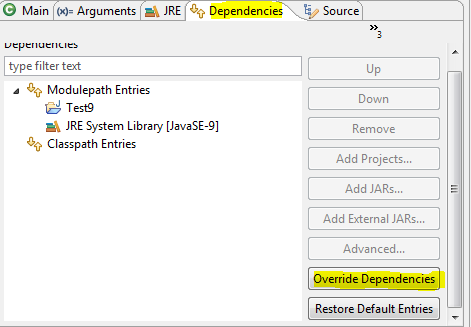 Main (x)= Arguments JRE Dependencies Source
3
Dependencies
type filter text
Modulepath Entries
Test9
JRE System Library [JavaSE-9]
Classpath Entries
Up
Down
Remove
Add Projects...
Add JARs...
Add External JARs...
Advanced...
Override Dependencies
Restore Default Entries